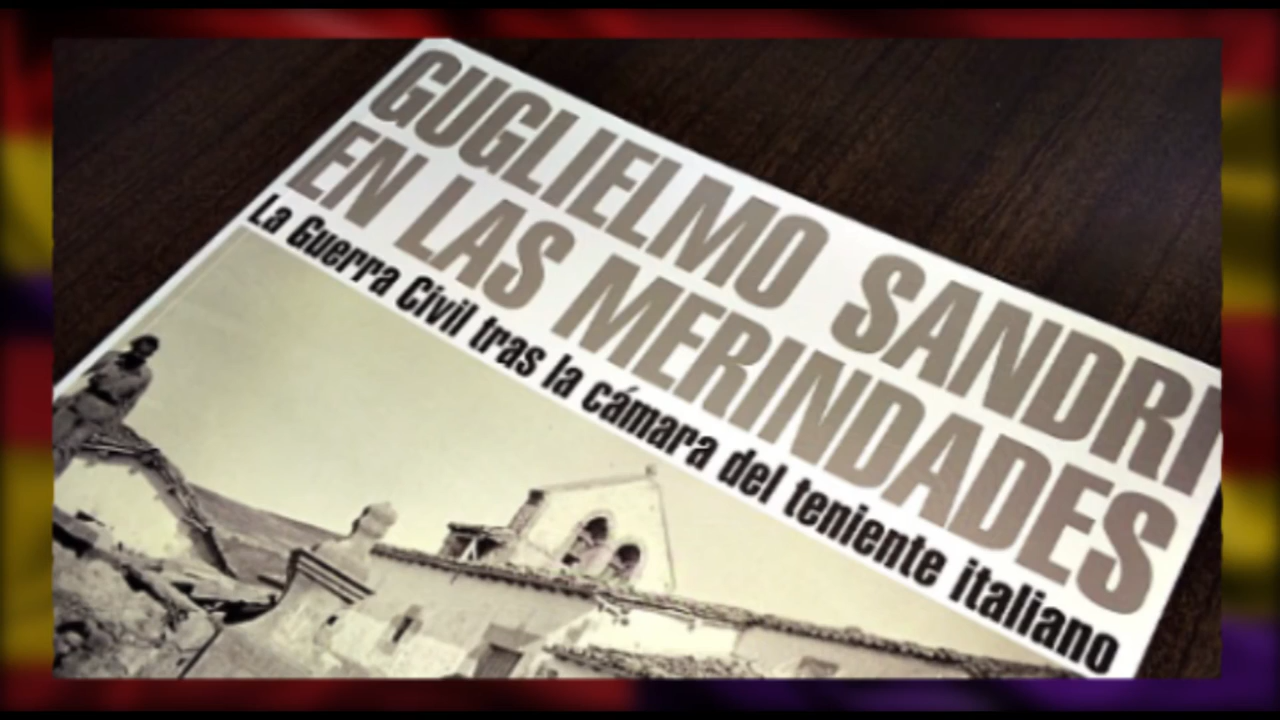 GUGLIELMO SANDRI
EN LAS MERINDADES
La Guerra Civil tras la cámara del teniente italiano